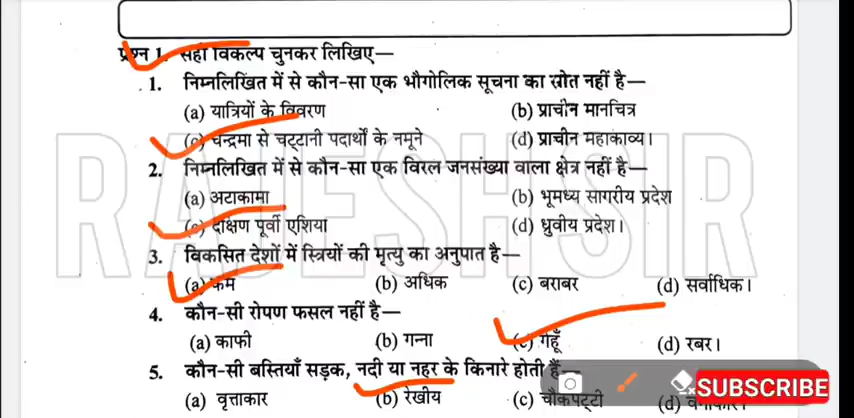 प्रश्न 1. सही विकल्प चुनकर लिखिए—
1. निम्नलिखित में से कौन-सा एक भौगोलिक सूचना का स्रोत नहीं है—
(a) यात्रियों के विवरण (b) प्राचीन मानचित्र
(c) चन्द्रमा से चट्टानी पदार्थों के नमूने (d) प्राचीन महाकाव्य।
2. निम्नलिखित में से कौन-सा एक विरल जनसंख्या वाला क्षेत्र नहीं है—
(a) अटाकामा (b) भूमध्य सागरीय प्रदेश
(c) दक्षिण पूर्वी एशिया (d) ध्रुवीय प्रदेश।
3. विकसित देशों में स्त्रियों की मृत्यु का अनुपात है—
(a) कम (b) अधिक (c) बराबर (d) सर्वाधिक।
4. कौन-सी रोपण फसल नहीं है—
(a) काफी (b) गन्ना (c) गेहूँ (d) रबर।
5. कौन-सी बस्तियाँ सड़क, नदी या नहर के किनारे होती हैं—
(a) वृत्ताकार (b) रेखीय (c) चौकपट्टी (d)
SUBSCRIBE
RAJESH SIR